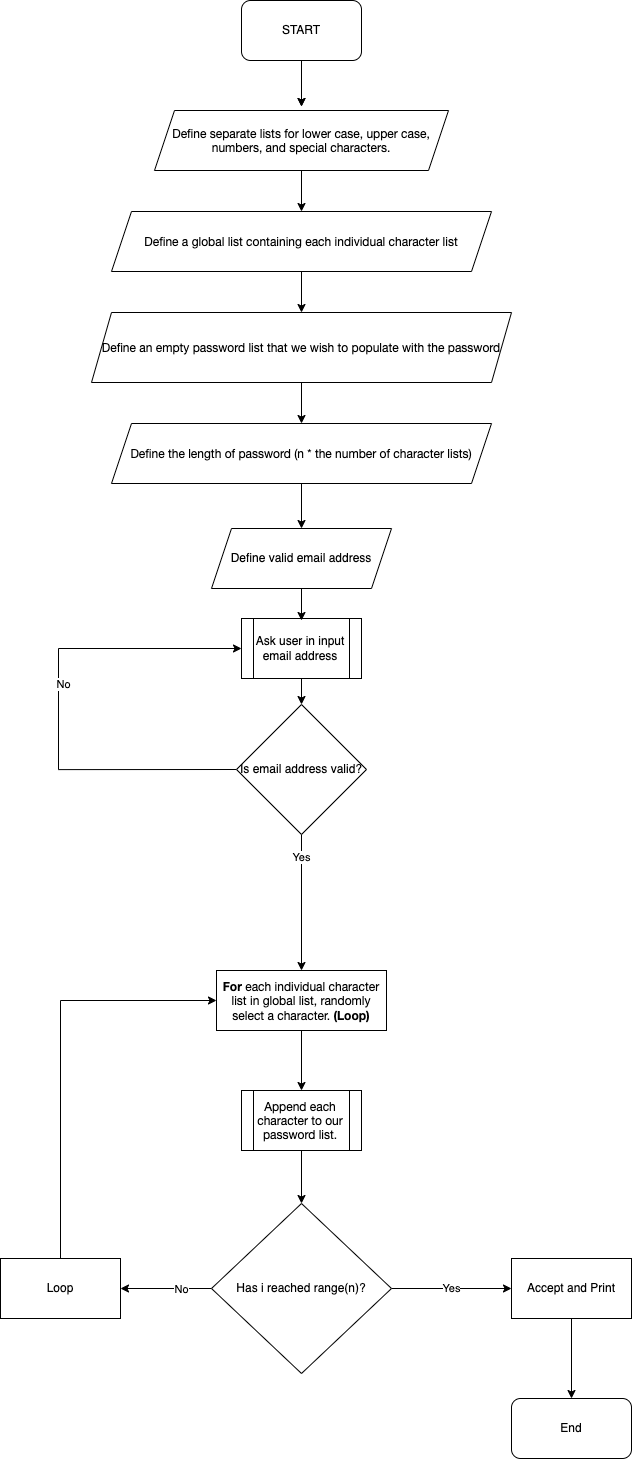 START
Define separate lists for lower case, upper case,
numbers, and special characters.
Define a global list containing each individual character list
Define an empty password list that we wish to populate with the password
Define the length of password (n * the number of character lists)
Define valid email address
Ask user in input
email address
No
Is email address valid?
Yes
For each individual character
list in global list, randomly
select a character. (Loop)
Append each
character to our
password list.
Loop
No
Has i reached range(n)?
Yes
Accept and Print
End